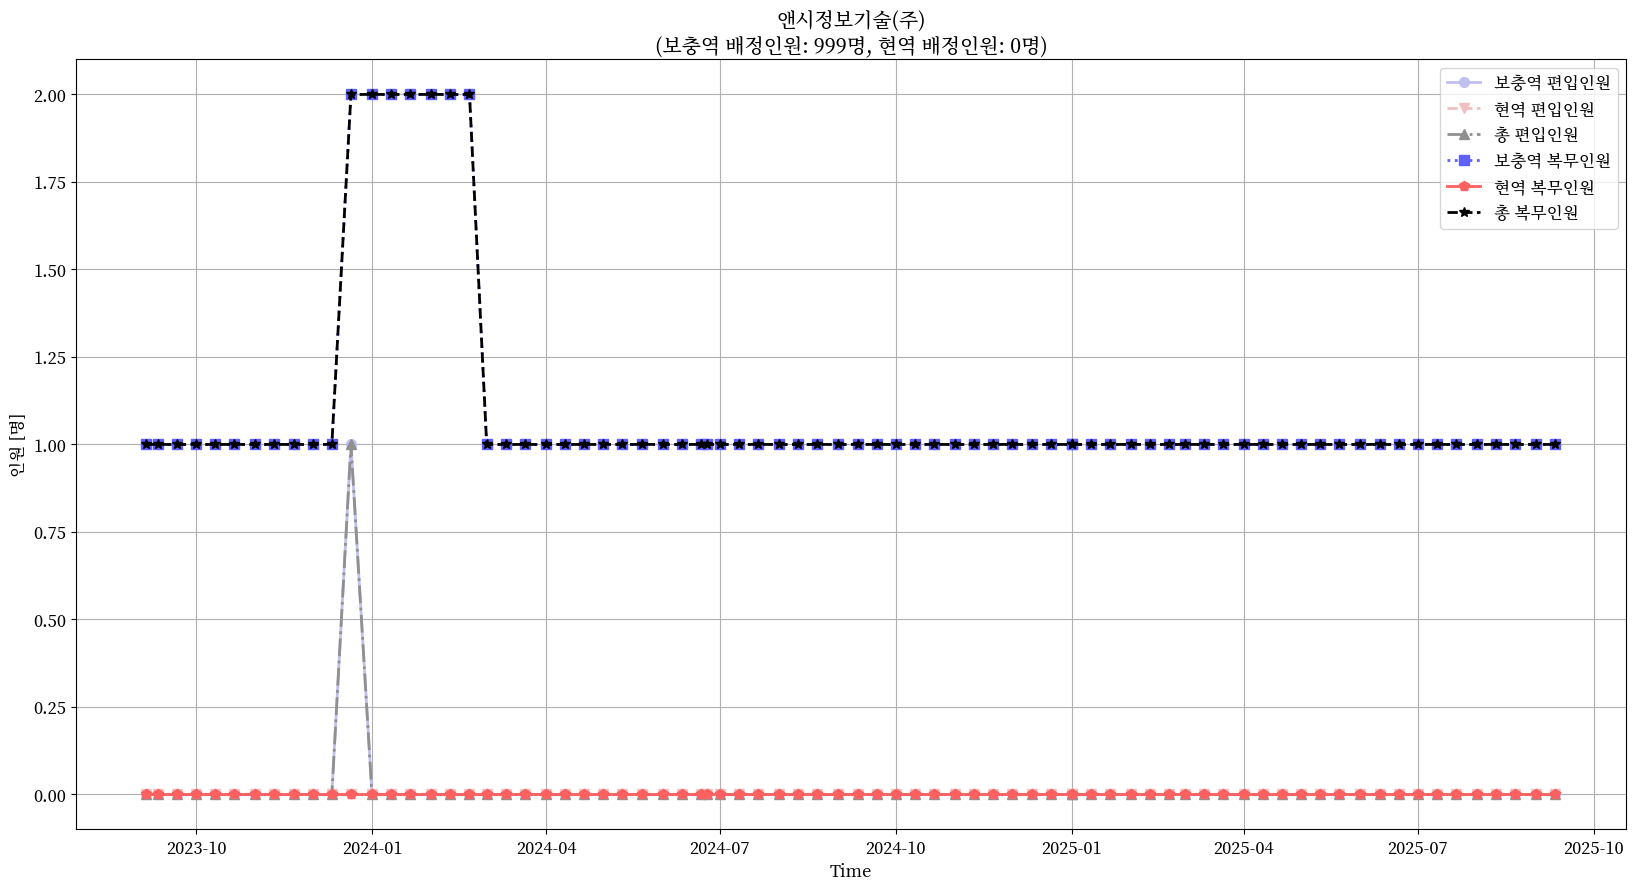 앤시정보기술(주)
(보충역 배정인원: 999명, 현역 배정인원: 0명)
보충역 편입인원
현역 편입인원
총 편입인원
보충역 복무인원
현역 복무인원
총 복무인원
인원 [명]
2.00
1.75
1.50
1.25
1.00
0.75
0.50
0.25
0.00
2023-10
2024-01
2024-04
2024-07
2024-10
2025-01
2025-04
2025-07
2025-10
Time